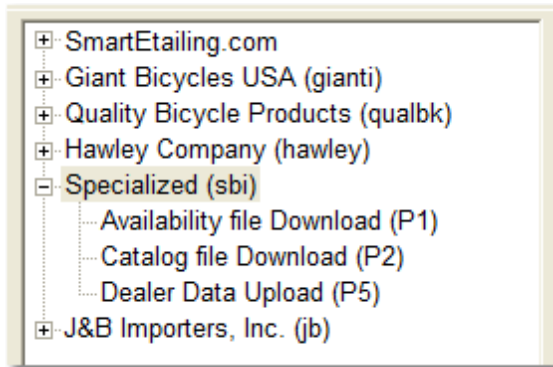 SmartEtailing.com
Giant Bicycles USA (gianti)
Quality Bicycle Products (qualbk)
Hawley Company (hawley)
Specialized (sbi)
Availability file Download (P1)
Catalog file Download (P2)
Dealer Data Upload (P5)
J&B Importers, Inc. (jb)